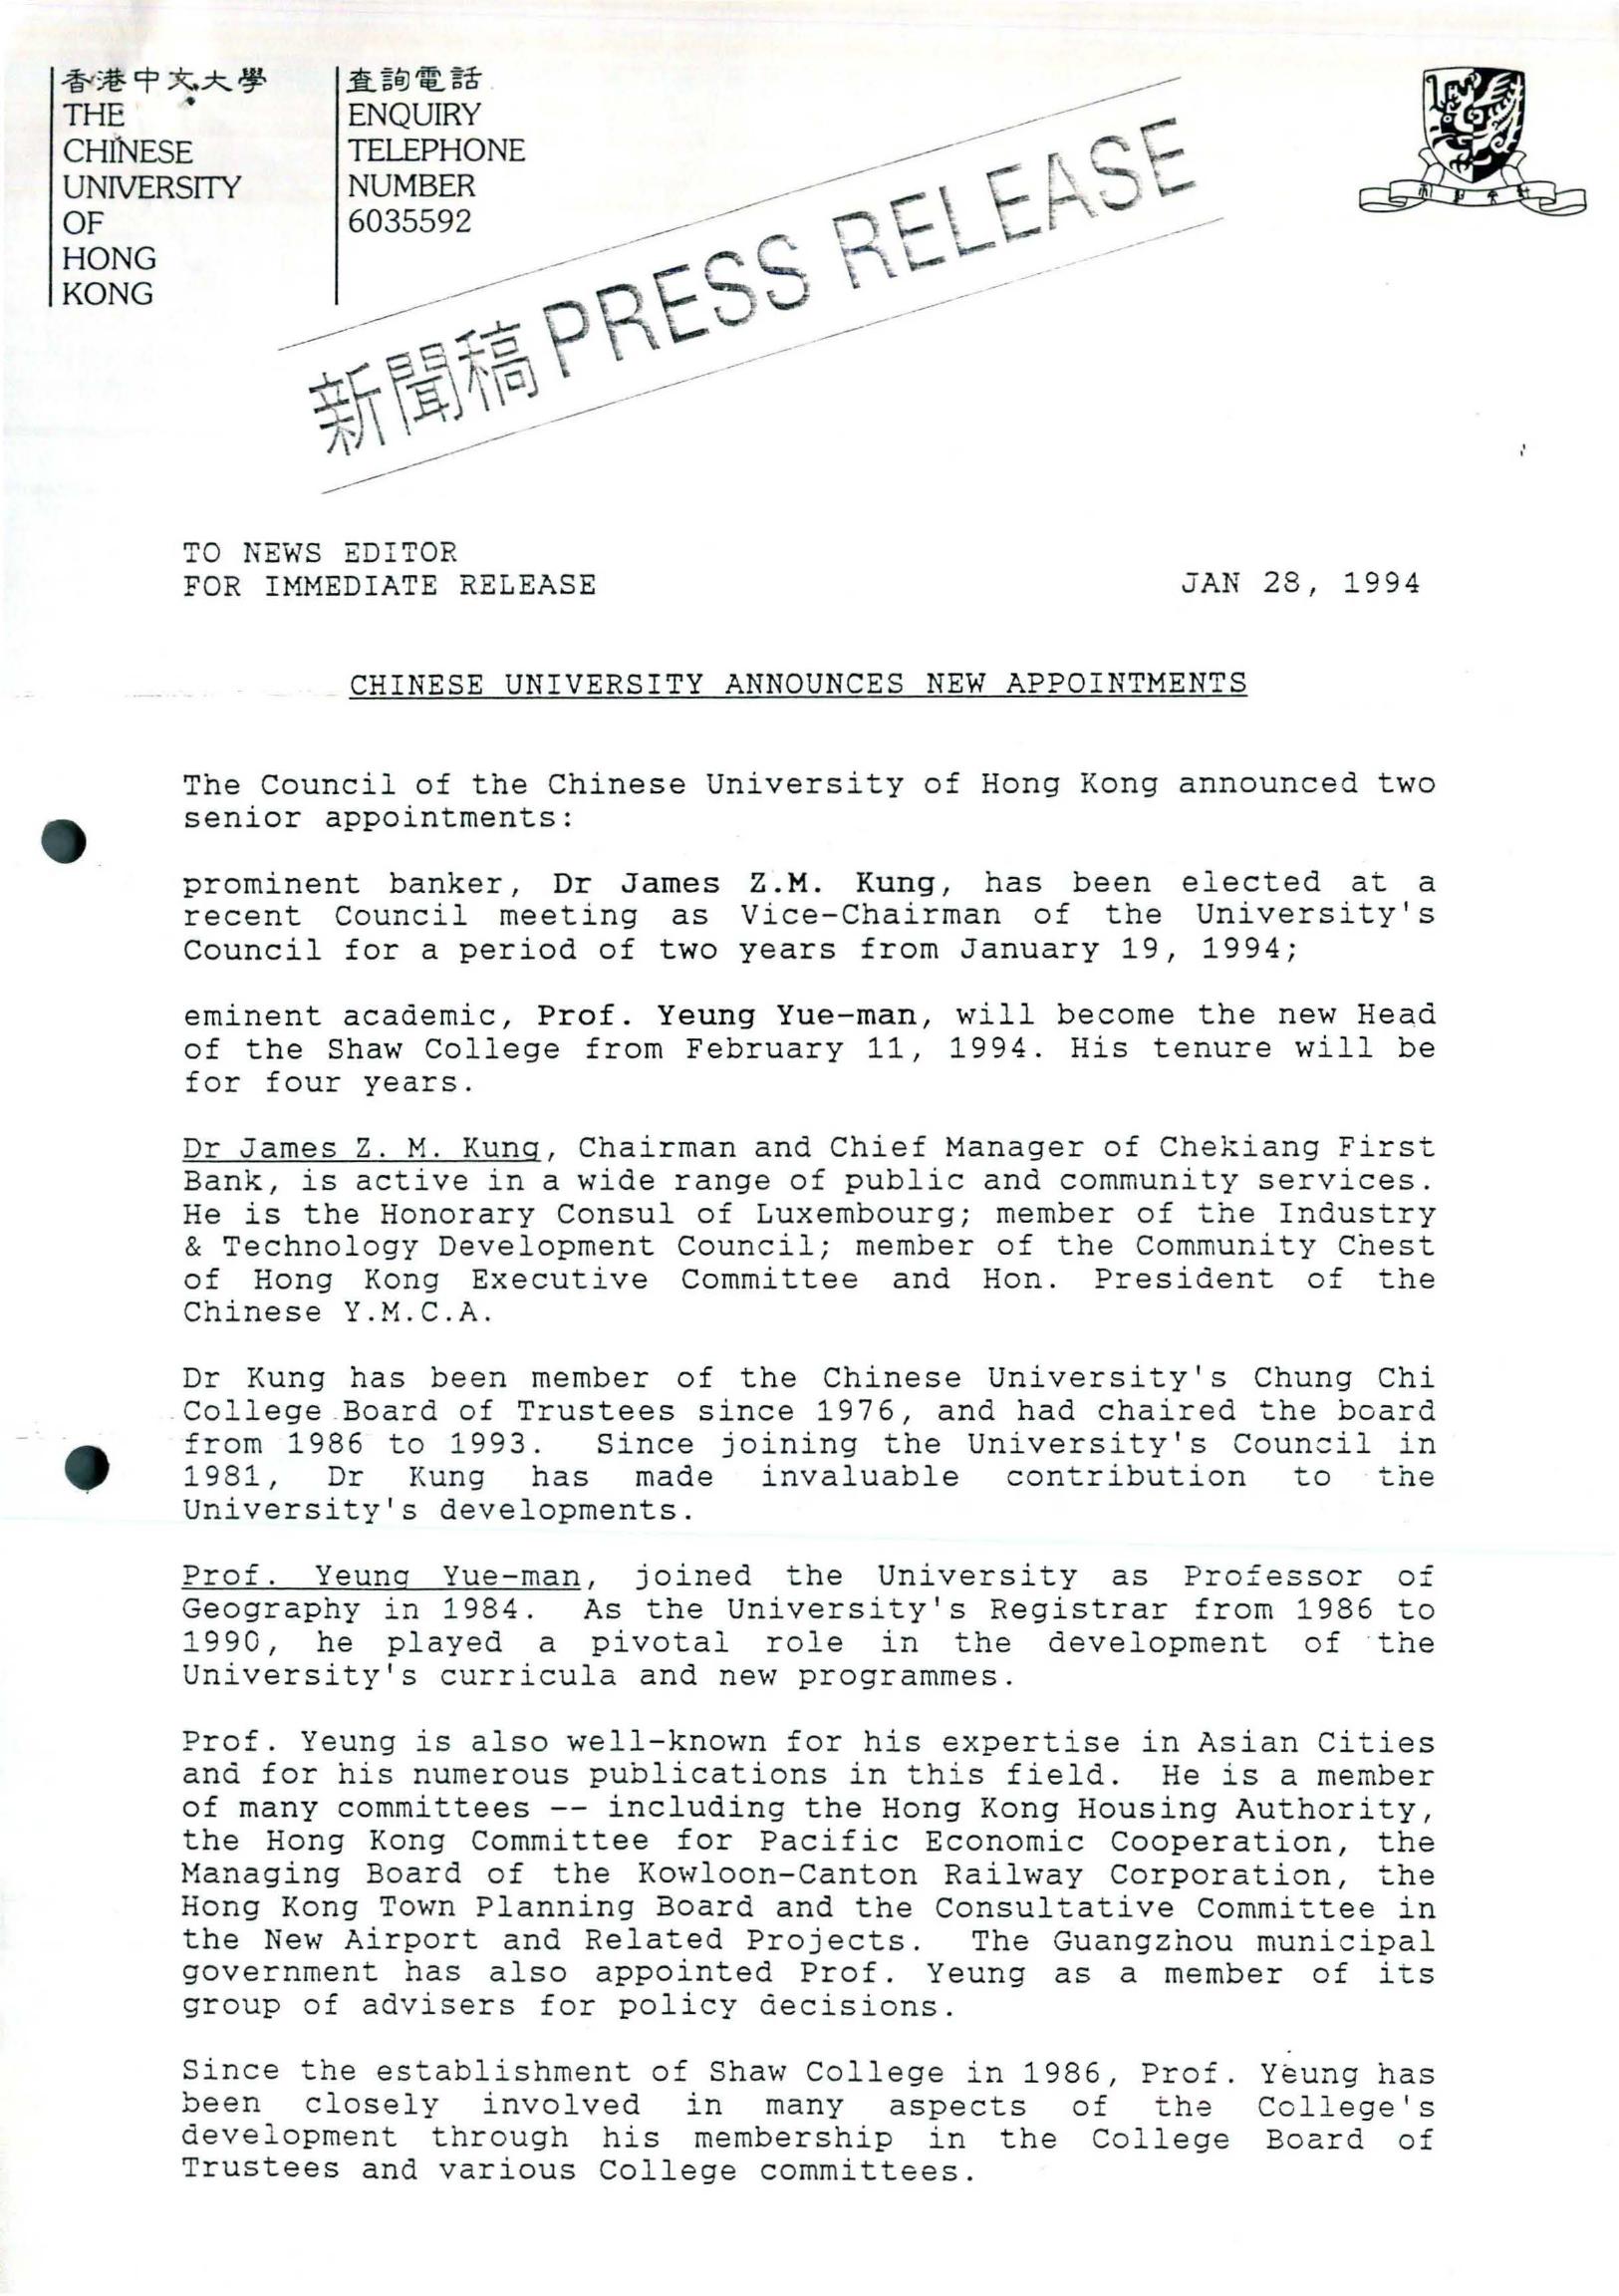 香港中文大學
THE
CHINESE
UNIVERSITY
OF
HONG
KONG
查詢電話
ENQUIRY
TELEPHONE
NUMBER
6035592
新聞稿 PRESS RELEASE
TO NEWS EDITOR
FOR IMMEDIATE RELEASE JAN 28, 1994
CHINESE UNIVERSITY ANNOUNCES NEW APPOINTMENTS
The Council of the Chinese University of Hong Kong announced two
senior appointments:
prominent banker, Dr James Z.M. Kung, has been elected at a
recent Council meeting as Vice-Chairman of the University's
Council for a period of two years from January 19, 1994;
eminent academic, Prof. Yeung Yue-man, will become the new Head
of the Shaw College from February 11, 1994. His tenure will be
for four years.
Dr James Z. M. Kung, Chairman and Chief Manager of Chekiang First
Bank, is active in a wide range of public and community services.
He is the Honorary Consul of Luxembourg; member of the Industry
& Technology Development Council; member of the Community Chest
of Hong Kong Executive Committee and Hon. President of the
Chinese Y.M.C.A.
Dr Kung has been member of the Chinese University's Chung Chi
College Board of Trustees since 1976, and had chaired the board
from 1986 to 1993. Since joining the University's Council in
1981, Dr Kung has made invaluable contribution to the
University's developments.
Prof. Yeung Yue-man, joined the University as Professor of
Geography in 1984. As the University's Registrar from 1986 to
1990, he played a pivotal role in the development of the
University's curricula and new programmes.
Prof. Yeung is also well-known for his expertise in Asian Cities
and for his numerous publications in this field. He is a member
of many committees -- including the Hong Kong Housing Authority,
the Hong Kong Committee for Pacific Economic Cooperation, the
Managing Board of the Kowloon-Canton Railway Corporation, the
Hong Kong Town Planning Board and the Consultative Committee in
the New Airport and Related Projects. The Guangzhou municipal
government has also appointed Prof. Yeung as a member of its
group of advisers for policy decisions.
Since the establishment of Shaw College in 1986, Prof. Yeung has
been closely involved in many aspects of the College's
development through his membership in the College Board of
Trustees and various College committees.